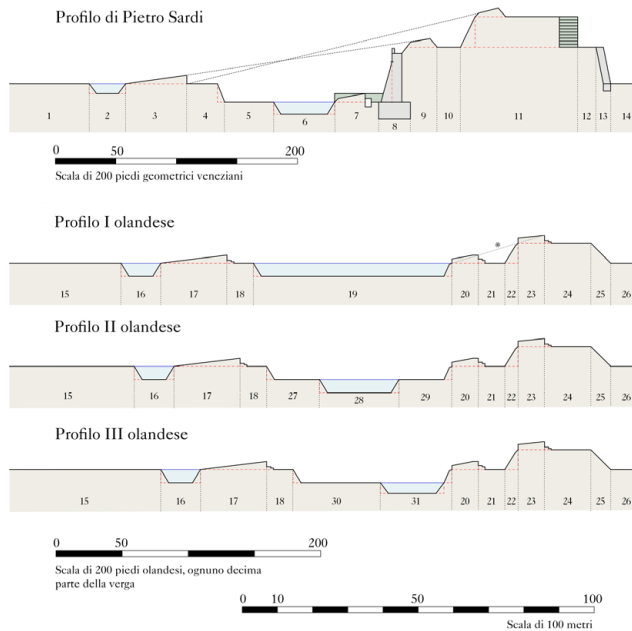 Profilo di Pietro Sardi
1 2 3 4 5 6 7 8 9 10 11 12 13 14
0 50 200
Scala di 200 piedi geometrici veneziani
Profilo I olandese
*
15 16 17 18 19 20 21 22 23 24 25 26
Profilo II olandese
15 16 17 18 27 28 29 20 21 22 23 24 25 26
Profilo III olandese
15 16 17 18 30 31 20 21 22 23 24 25 26
0 50 200
Scala di 200 piedi olandesi, ognuno decima
parte della verga
0 10 50 100
Scala di 100 metri